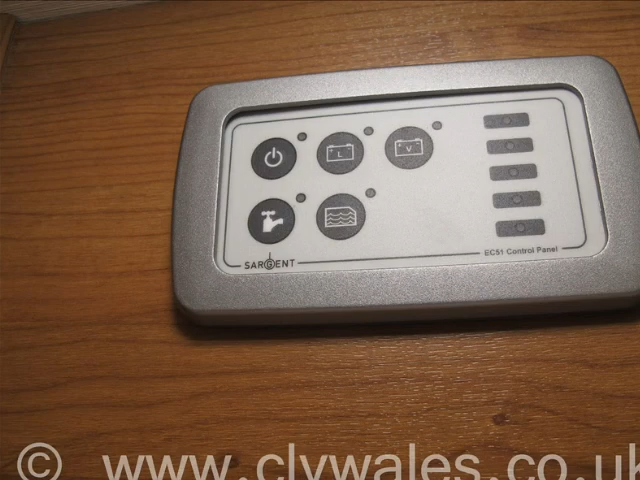 L
V
SARGENT
EC51 Control Panel
© www.clywales.co.uk